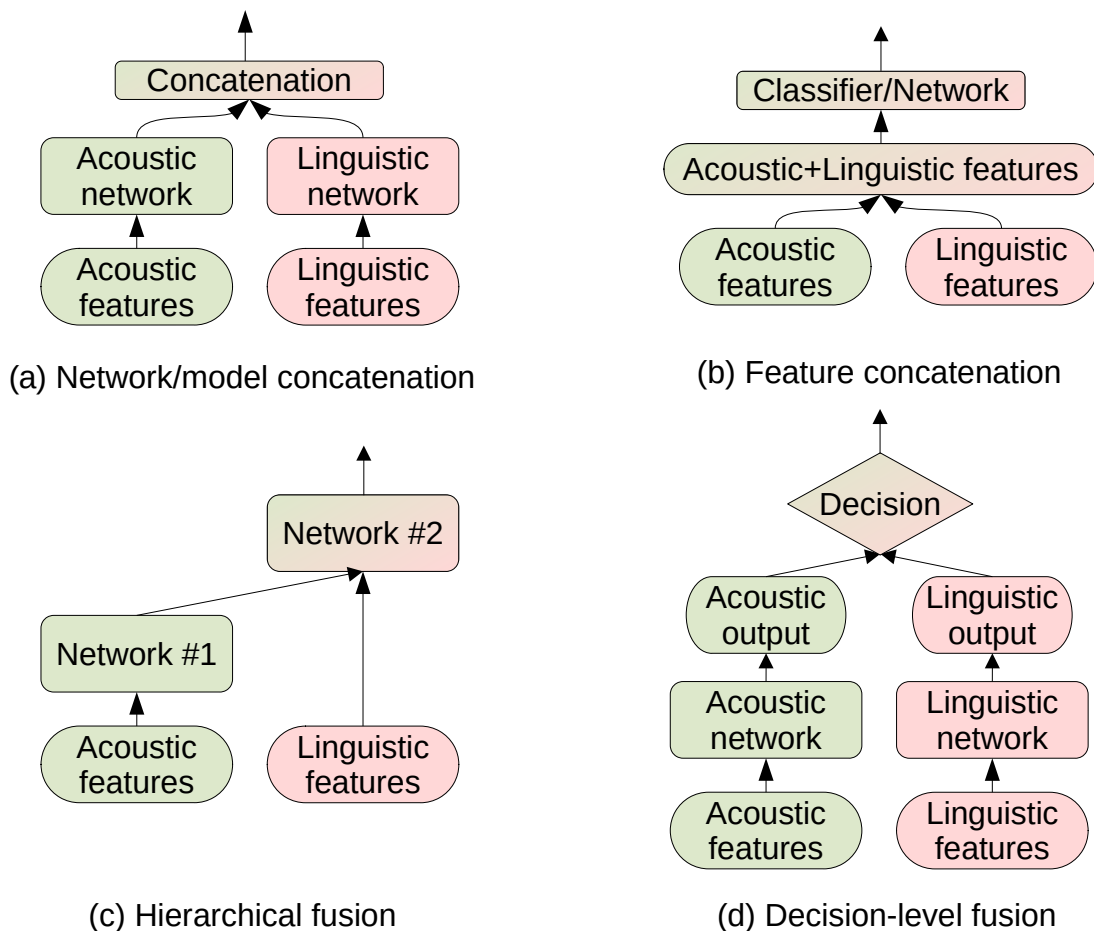 Concatenation
Acoustic
network
Linguistic
network
Acoustic
features
Linguistic
features
(a) Network/model concatenation
Classifier/Network
Acoustic+Linguistic features
Acoustic
features
Linguistic
features
(b) Feature concatenation
Network #2
Network #1
Acoustic
features
Linguistic
features
(c) Hierarchical fusion
Decision
Acoustic
output
Linguistic
output
Acoustic
network
Linguistic
network
Acoustic
features
Linguistic
features
(d) Decision-level fusion